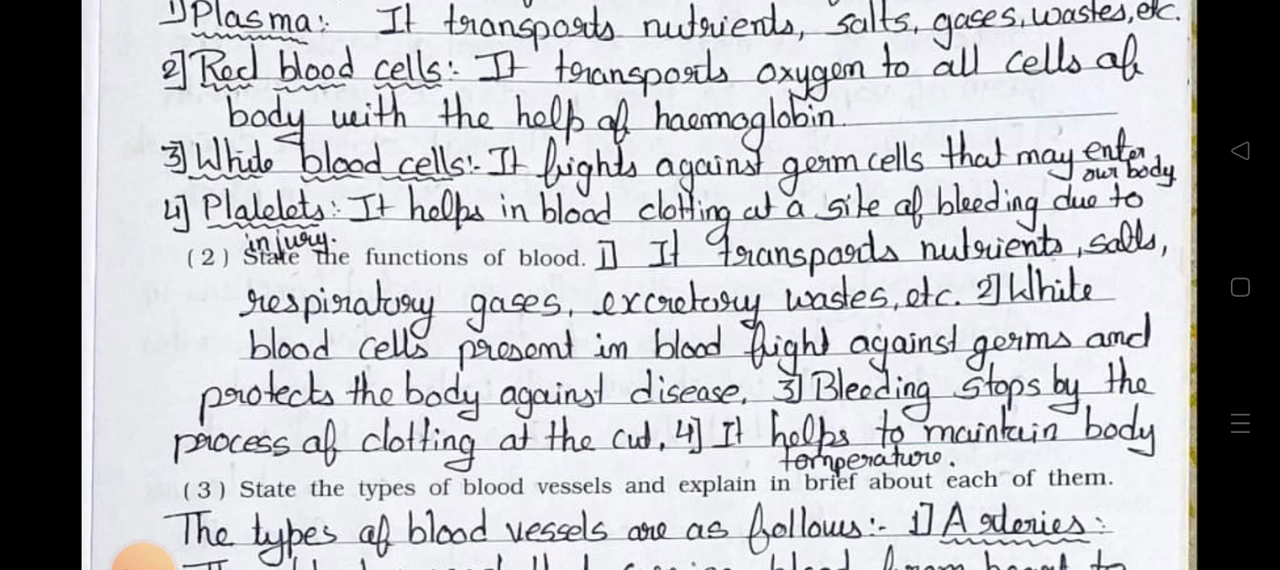 1) Plasma: It transports nutrients, salts, gases, wastes, etc.
2] Red blood cells:- It transports oxygen to all cells of
body with the help of haemoglobin.
3] White blood cells:- It fights against germ cells that may enter
our body
4] Platelets: It helps in blood clotting at a site of bleeding due to
injury.
(2) State the functions of blood. 1] It transports nutrients, salts,
respiratory gases, excretory wastes, etc. 2] White
blood cells present in blood fight against germs and
protects the body against disease. 3] Bleeding stops by the
process of clotting at the cut. 4] It helps to maintain body
temperature.
(3) State the types of blood vessels and explain in brief about each of them.
The types of blood vessels are as follows:- 1] Arteries:
blood from heart to